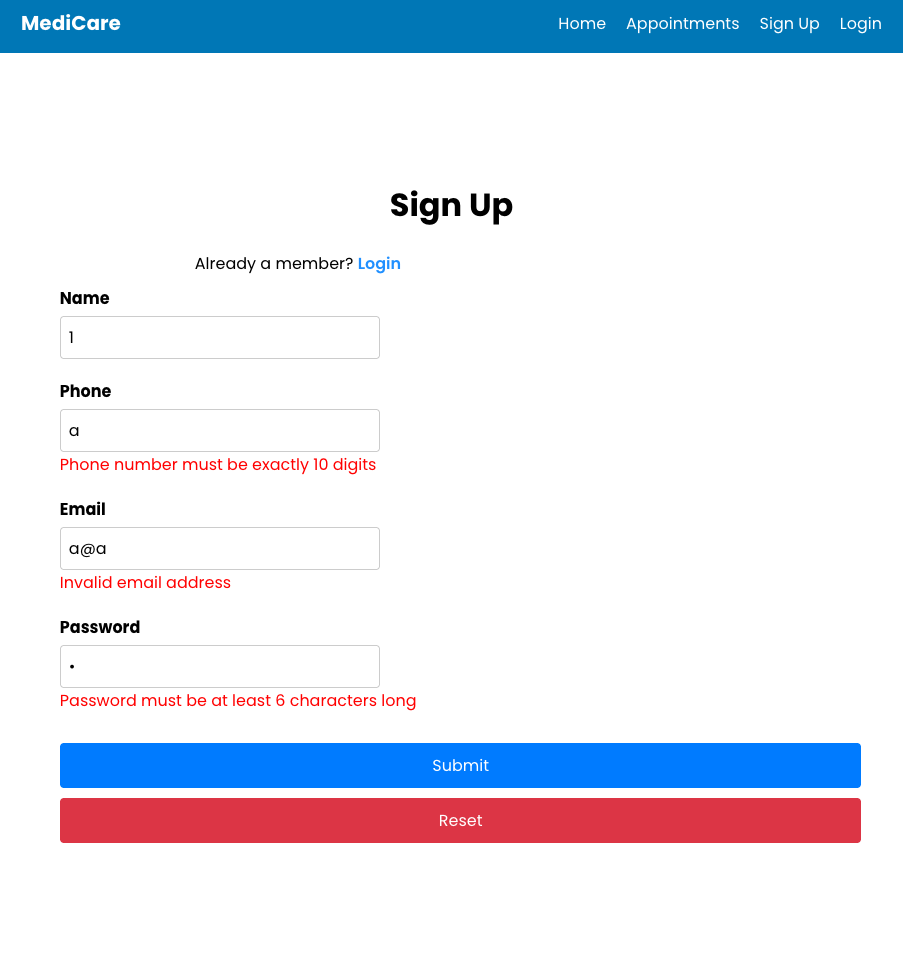 MediCare
Home Appointments Sign Up Login
Sign Up
Already a member? Login
Name
1
Phone
a
Phone number must be exactly 10 digits
Email
a@a
Invalid email address
Password
•
Password must be at least 6 characters long
Submit
Reset